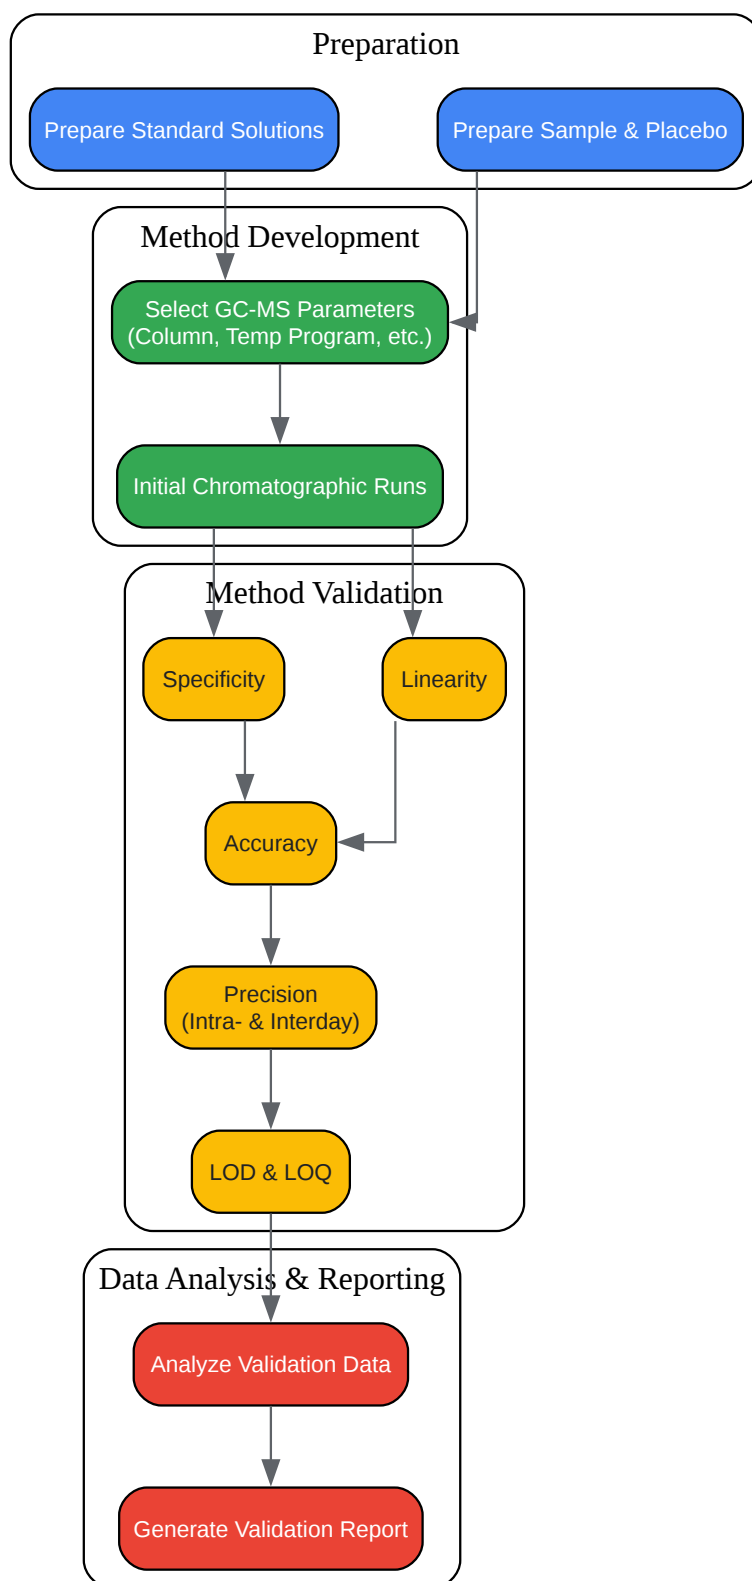 Preparation
Prepare Standard Solutions
Prepare Sample & Placebo
Method Development
Select GC-MS Parameters
(Column, Temp Program, etc.)
Initial Chromatographic Runs
Method Validation
Specificity
Linearity
Accuracy
Precision
(Intra- & Interday)
LOD & LOQ
Data Analysis & Reporting
Analyze Validation Data
Generate Validation Report